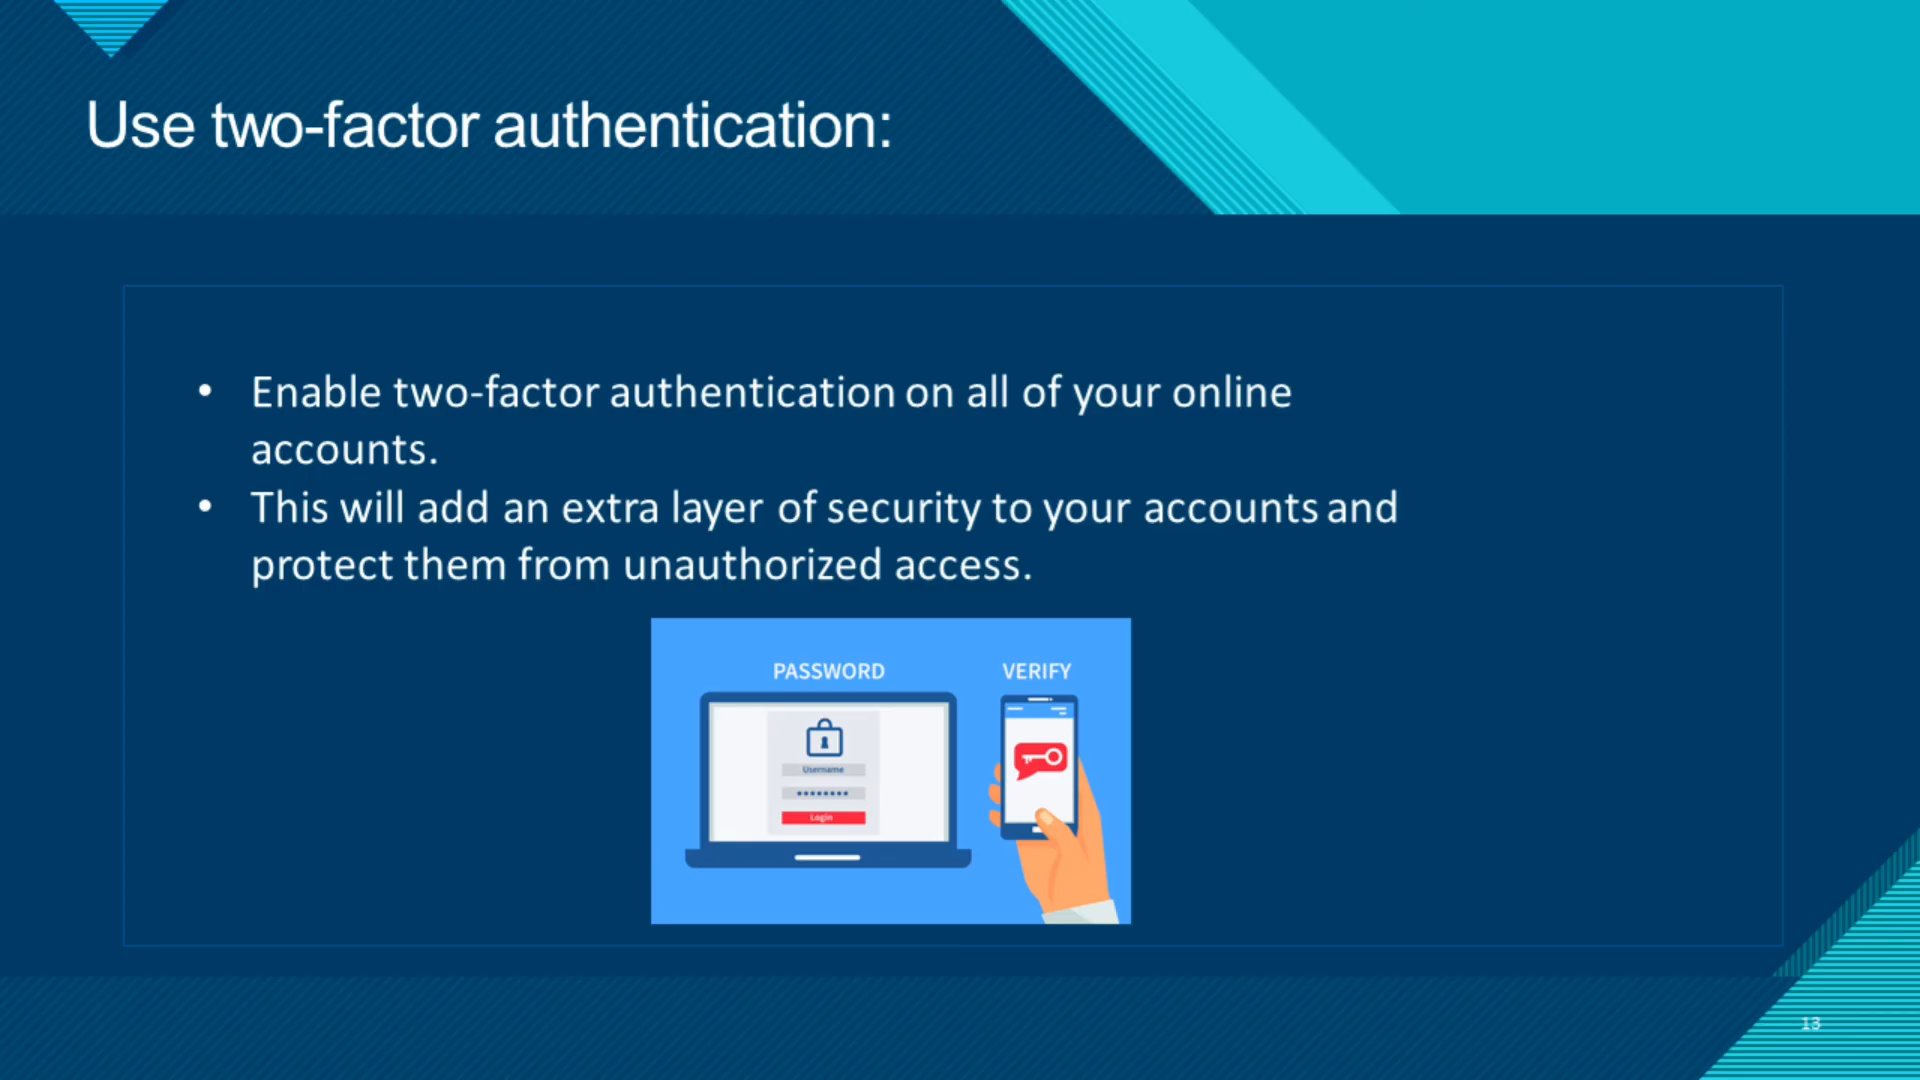 Use two-factor authentication:
• Enable two-factor authentication on all of your online
accounts.
• This will add an extra layer of security to your accounts and
protect them from unauthorized access.
PASSWORD
VERIFY
Username
Login
13